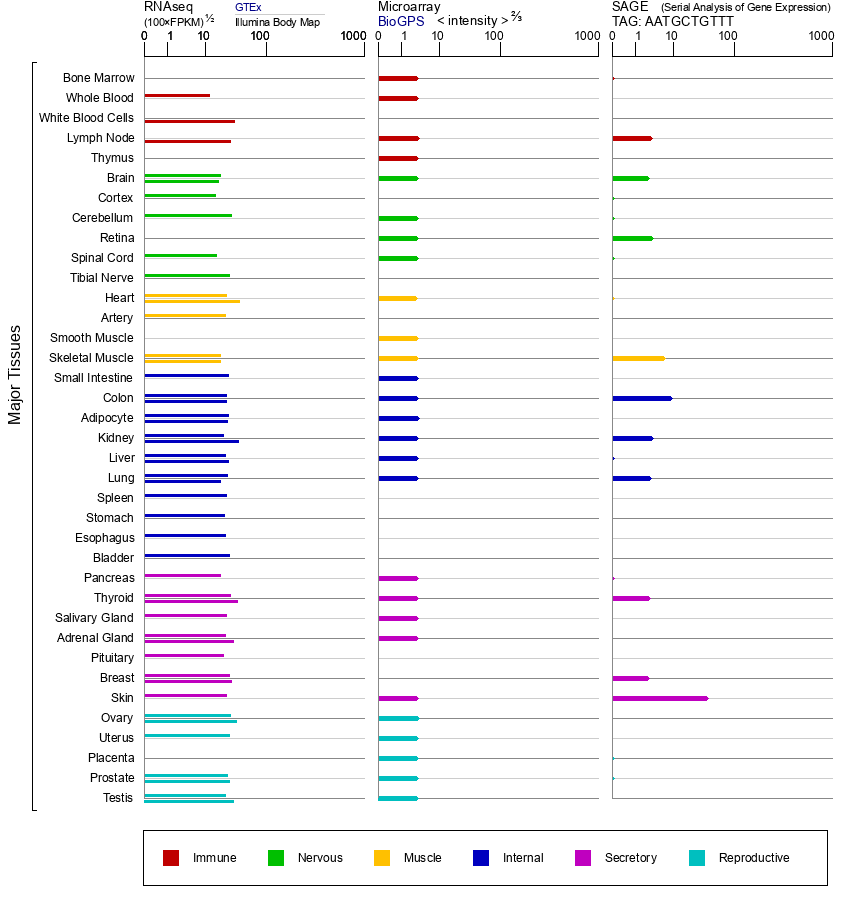 RNAseq GTEx Microarray SAGE (Serial Analysis of Gene Expression)
(100×FPKM) ½ Illumina Body Map BioGPS < intensity > ⅔ TAG: AATGCTGTTT
0 1 10 100 1000 0 1 10 100 1000 0 1 10 100 1000
Major Tissues
Bone Marrow
Whole Blood
White Blood Cells
Lymph Node
Thymus
Brain
Cortex
Cerebellum
Retina
Spinal Cord
Tibial Nerve
Heart
Artery
Smooth Muscle
Skeletal Muscle
Small Intestine
Colon
Adipocyte
Kidney
Liver
Lung
Spleen
Stomach
Esophagus
Bladder
Pancreas
Thyroid
Salivary Gland
Adrenal Gland
Pituitary
Breast
Skin
Ovary
Uterus
Placenta
Prostate
Testis
Immune Nervous Muscle Internal Secretory Reproductive